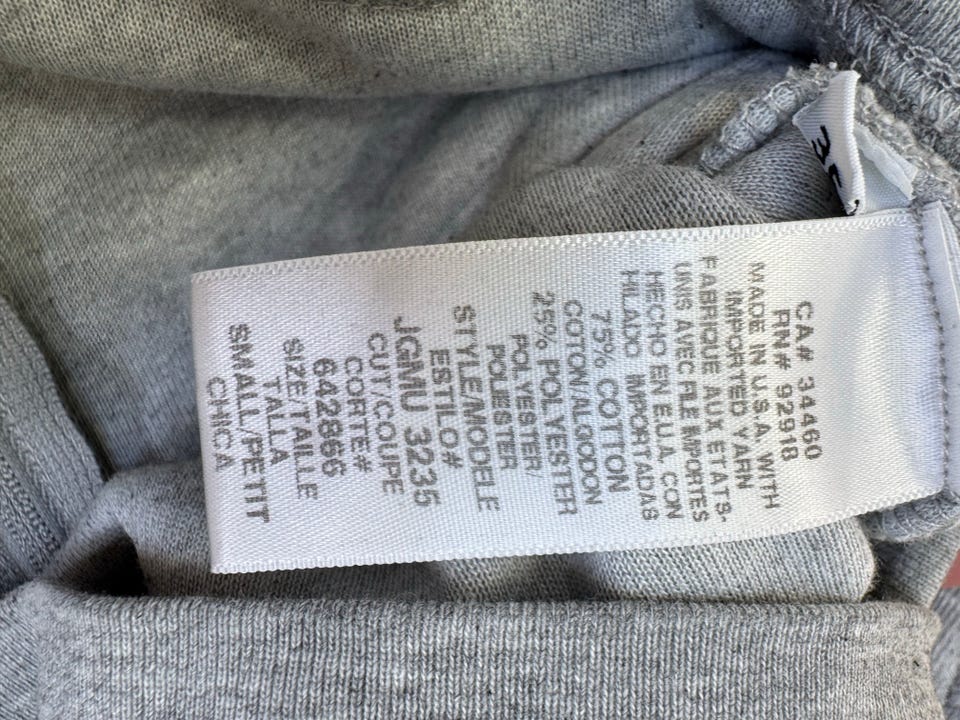 CA# 34460
RN# 92918
MADE IN U.S.A. WITH
IMPORTED YARN
FABRIQUE AUX ETATS-
UNIS AVEC FILE IMPORTES
HECHO EN E.U.A. CON
HILADO IMPORTADAS
75% COTTON
COTON/ALGODON
25% POLYESTER
POLYESTER/
POLIESTER
STYLE/MODELE
ESTILO#
JGMU 3235
CUT/COUPE
CORTE#
642866
SIZE TAILLE
TALLA
SMALL/PETIT
CHICA